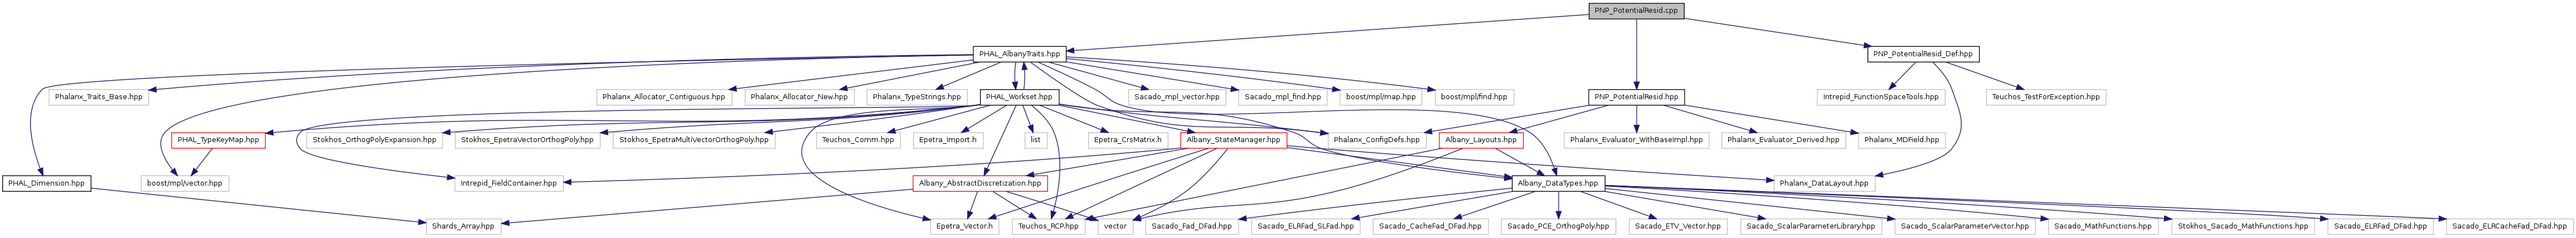 PNP_PotentialResid.cpp
PHAL_AlbanyTraits.hpp
PNP_PotentialResid_Def.hpp
Phalanx_Traits_Base.hpp
Phalanx_Allocator_Contiguous.hpp
Phalanx_Allocator_New.hpp
Phalanx_TypeStrings.hpp
PHAL_Workset.hpp
Sacado_mpl_vector.hpp
Sacado_mpl_find.hpp
boost/mpl/map.hpp
boost/mpl/find.hpp
PNP_PotentialResid.hpp
Intrepid_FunctionSpaceTools.hpp
Teuchos_TestForException.hpp
PHAL_TypeKeyMap.hpp
Stokhos_OrthogPolyExpansion.hpp
Stokhos_EpetraVectorOrthogPoly.hpp
Stokhos_EpetraMultiVectorOrthogPoly.hpp
Teuchos_Comm.hpp
Epetra_Import.h
list
Epetra_CrsMatrix.h
Albany_StateManager.hpp
Phalanx_ConfigDefs.hpp
Albany_Layouts.hpp
Phalanx_Evaluator_WithBaseImpl.hpp
Phalanx_Evaluator_Derived.hpp
Phalanx_MDField.hpp
PHAL_Dimension.hpp
boost/mpl/vector.hpp
Intrepid_FieldContainer.hpp
Albany_AbstractDiscretization.hpp
Albany_DataTypes.hpp
Phalanx_DataLayout.hpp
Shards_Array.hpp
Epetra_Vector.h
Teuchos_RCP.hpp
vector
Sacado_Fad_DFad.hpp
Sacado_ELRFad_SLFad.hpp
Sacado_CacheFad_DFad.hpp
Sacado_PCE_OrthogPoly.hpp
Sacado_ETV_Vector.hpp
Sacado_ScalarParameterLibrary.hpp
Sacado_ScalarParameterVector.hpp
Sacado_MathFunctions.hpp
Stokhos_Sacado_MathFunctions.hpp
Sacado_ELRFad_DFad.hpp
Sacado_ELRCacheFad_DFad.hpp